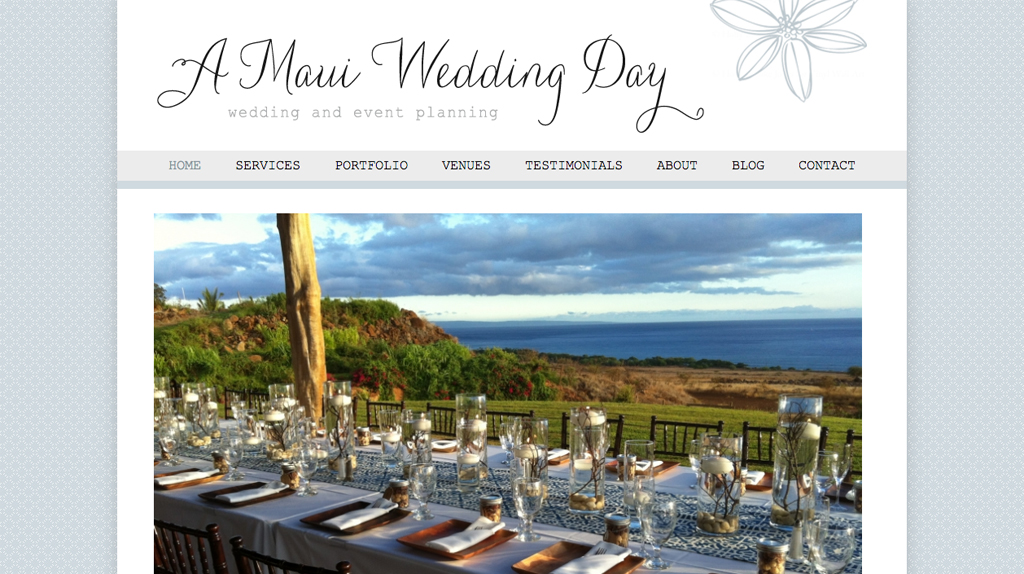 A Maui Wedding Day
wedding and event planning
HOME SERVICES PORTFOLIO VENUES TESTIMONIALS ABOUT BLOG CONTACT